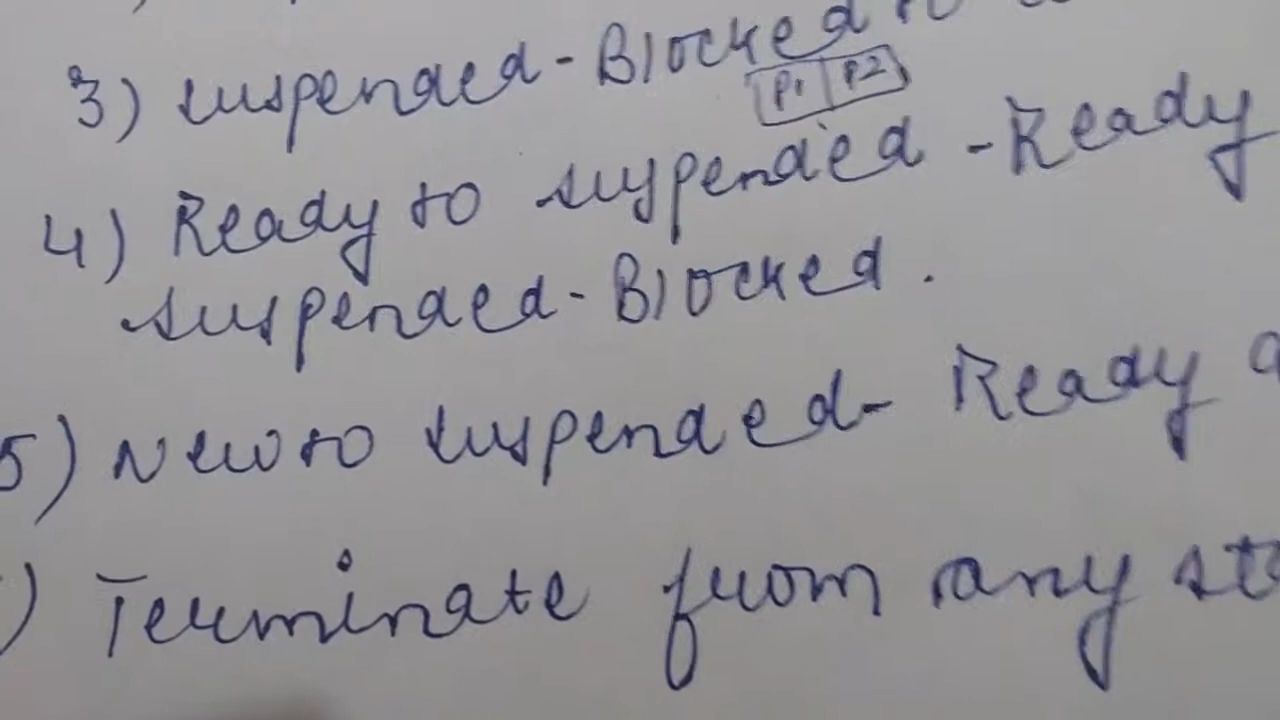 3) suspended-Blocked to
P1 P2
4) Ready to suspended-Ready
suspended-Blocked.
5) New to suspended-Ready
) Terminate from any